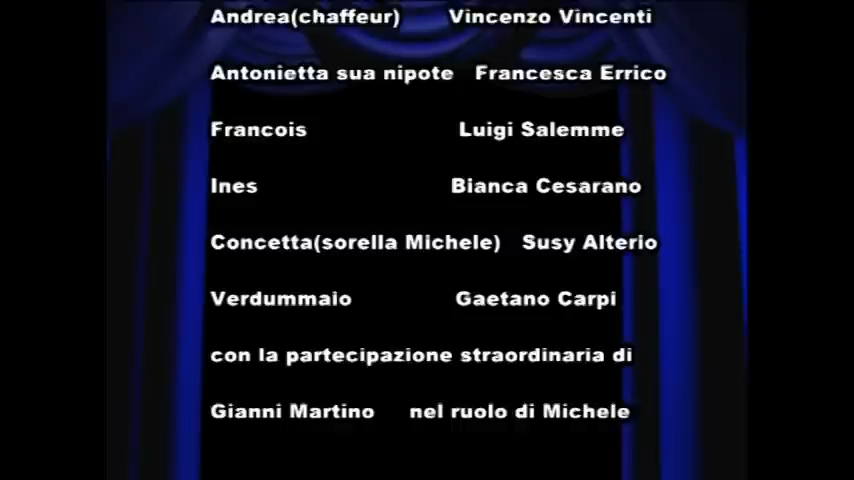 Andrea(chaffeur) Vincenzo Vincenti
Antonietta sua nipote Francesca Errico
Francois Luigi Salemme
Ines Bianca Cesarano
Concetta(sorella Michele) Susy Alterio
Verdummaio Gaetano Carpi
con la partecipazione straordinaria di
Gianni Martino nel ruolo di Michele